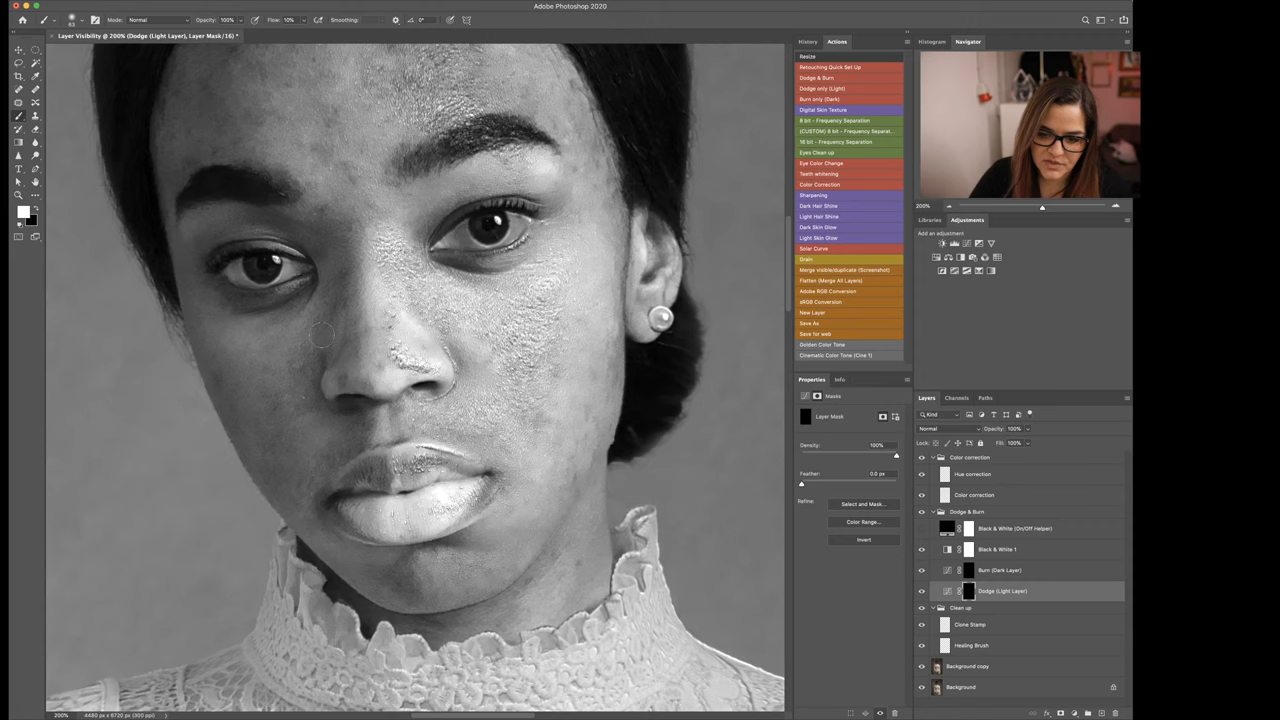 Adobe Photoshop 2020
63
Mode: Normal
Opacity: 100%
Flow: 10%
Smoothing:
0°
× Layer Visibility @ 200% (Dodge (Light Layer), Layer Mask/16) *
History Actions
Resize
Retouching Quick Set Up
Dodge & Burn
Dodge only (Light)
Burn only (Dark)
Digital Skin Texture
8 bit - Frequency Separation
(CUSTOM) 8 bit - Frequency Separat...
16 bit - Frequency Separation
Eyes Clean up
Eye Color Change
Teeth whitening
Color Correction
Sharpening
Dark Hair Shine
Light Hair Shine
Dark Skin Glow
Light Skin Glow
Solar Curve
Grain
Merge visible/duplicate (Screenshot)
Flatten (Merge All Layers)
Adobe RGB Conversion
sRGB Conversion
New Layer
Save As
Save for web
Golden Color Tone
Cinematic Color Tone (Cine 1)
Properties Info
Masks
Layer Mask
Density: 100%
Feather: 0.0 px
Refine:
Select and Mask...
Color Range...
Invert
Histogram Navigator
200%
Libraries Adjustments
Add an adjustment
Layers Channels Paths
Kind
Normal
Opacity: 100%
Lock:
Fill: 100%
Color correction
Hue correction
Color correction
Dodge & Burn
Black & White (On/Off Helper)
Black & White 1
Burn (Dark Layer)
Dodge (Light Layer)
Clean up
Clone Stamp
Healing Brush
Background copy
Background
fx
200%
4480 px x 6720 px (300 ppi)